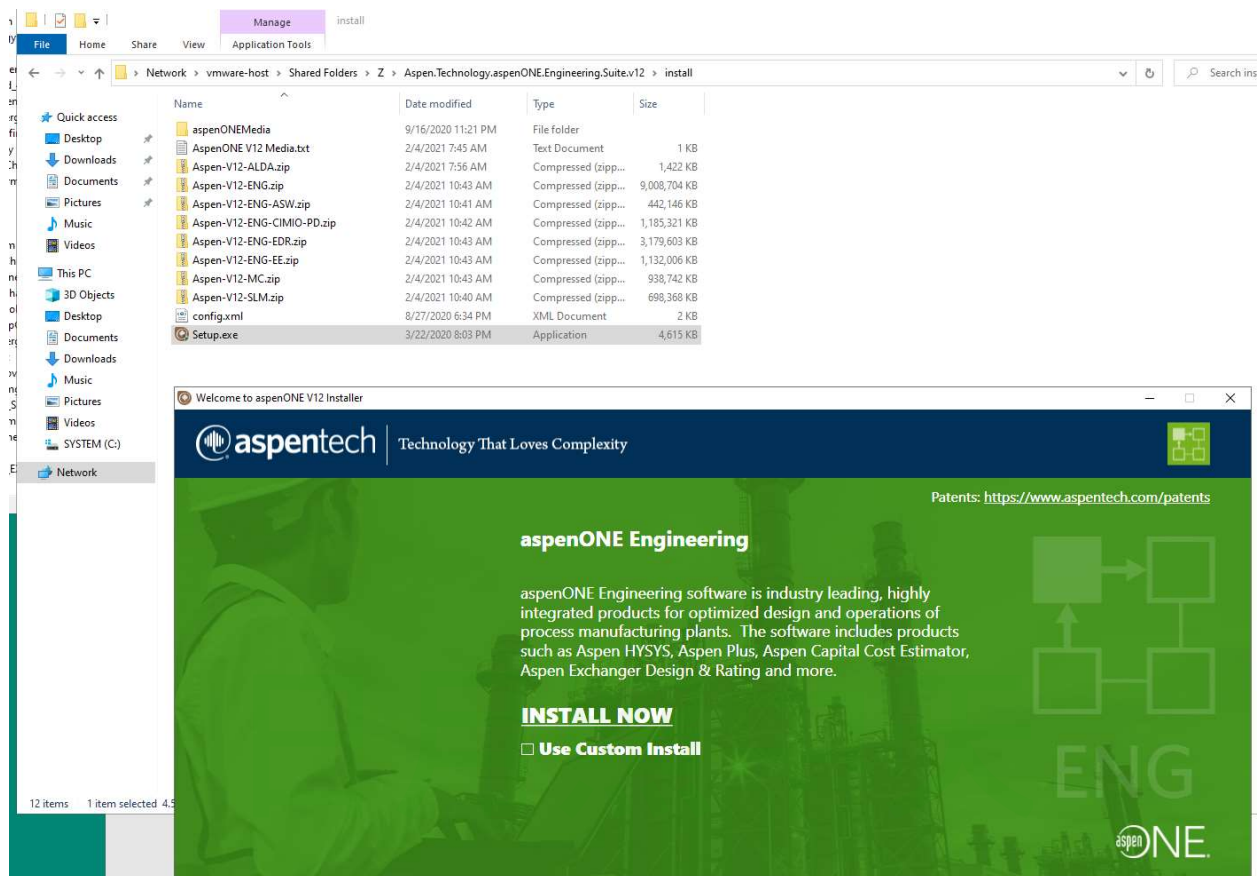 Manage
install
File
Home
Share
View
Application Tools
Network > vmware-host > Shared Folders > Z > Aspen.Technology.aspenONE.Engineering.Suite.v12 > install
Search ins
Name
Date modified
Type
Size
Quick access
Desktop
Downloads
Documents
Pictures
Music
Videos
This PC
3D Objects
Desktop
Documents
Downloads
Music
Pictures
Videos
SYSTEM (C:)
Network
aspenONEMedia 9/16/2020 11:21 PM File folder
AspenONE V12 Media.txt 2/4/2021 7:45 AM Text Document 1 KB
Aspen-V12-ALDA.zip 2/4/2021 7:56 AM Compressed (zipp... 1,422 KB
Aspen-V12-ENG.zip 2/4/2021 10:43 AM Compressed (zipp... 9,008,704 KB
Aspen-V12-ENG-ASW.zip 2/4/2021 10:41 AM Compressed (zipp... 442,146 KB
Aspen-V12-ENG-CIMIO-PD.zip 2/4/2021 10:42 AM Compressed (zipp... 1,185,321 KB
Aspen-V12-ENG-EDR.zip 2/4/2021 10:43 AM Compressed (zipp... 3,179,603 KB
Aspen-V12-ENG-EE.zip 2/4/2021 10:43 AM Compressed (zipp... 1,132,006 KB
Aspen-V12-MC.zip 2/4/2021 10:43 AM Compressed (zipp... 938,742 KB
Aspen-V12-SLM.zip 2/4/2021 10:40 AM Compressed (zipp... 698,368 KB
config.xml 8/27/2020 6:34 PM XML Document 2 KB
Setup.exe 3/22/2020 8:03 PM Application 4,615 KB
12 items 1 item selected 4.5
Welcome to aspenONE V12 Installer
aspentech
Technology That Loves Complexity
Patents: https://www.aspentech.com/patents
aspenONE Engineering
aspenONE Engineering software is industry leading, highly
integrated products for optimized design and operations of
process manufacturing plants. The software includes products
such as Aspen HYSYS, Aspen Plus, Aspen Capital Cost Estimator,
Aspen Exchanger Design & Rating and more.
INSTALL NOW
Use Custom Install
ENG
aspen ONE